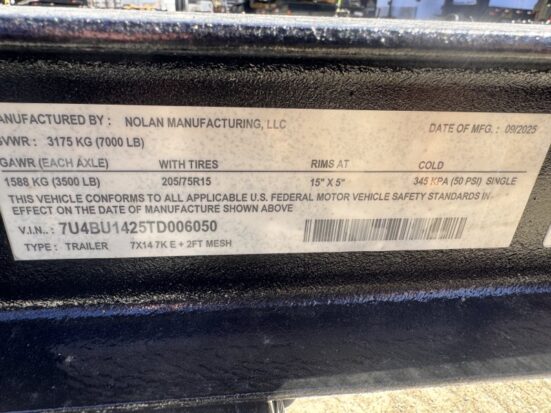 MANUFACTURED BY : NOLAN MANUFACTURING, LLC DATE OF MFG. : 09/2025
GVWR : 3175 KG (7000 LB)
GAWR (EACH AXLE) WITH TIRES RIMS AT COLD
1588 KG (3500 LB) 205/75R15 15" X 5" 345 KPA (50 PSI) SINGLE
THIS VEHICLE CONFORMS TO ALL APPLICABLE U.S. FEDERAL MOTOR VEHICLE SAFETY STANDARDS IN
EFFECT ON THE DATE OF MANUFACTURE SHOWN ABOVE
V.I.N.: 7U4BU1425TD006050
TYPE : TRAILER 7X14 7K E + 2FT MESH